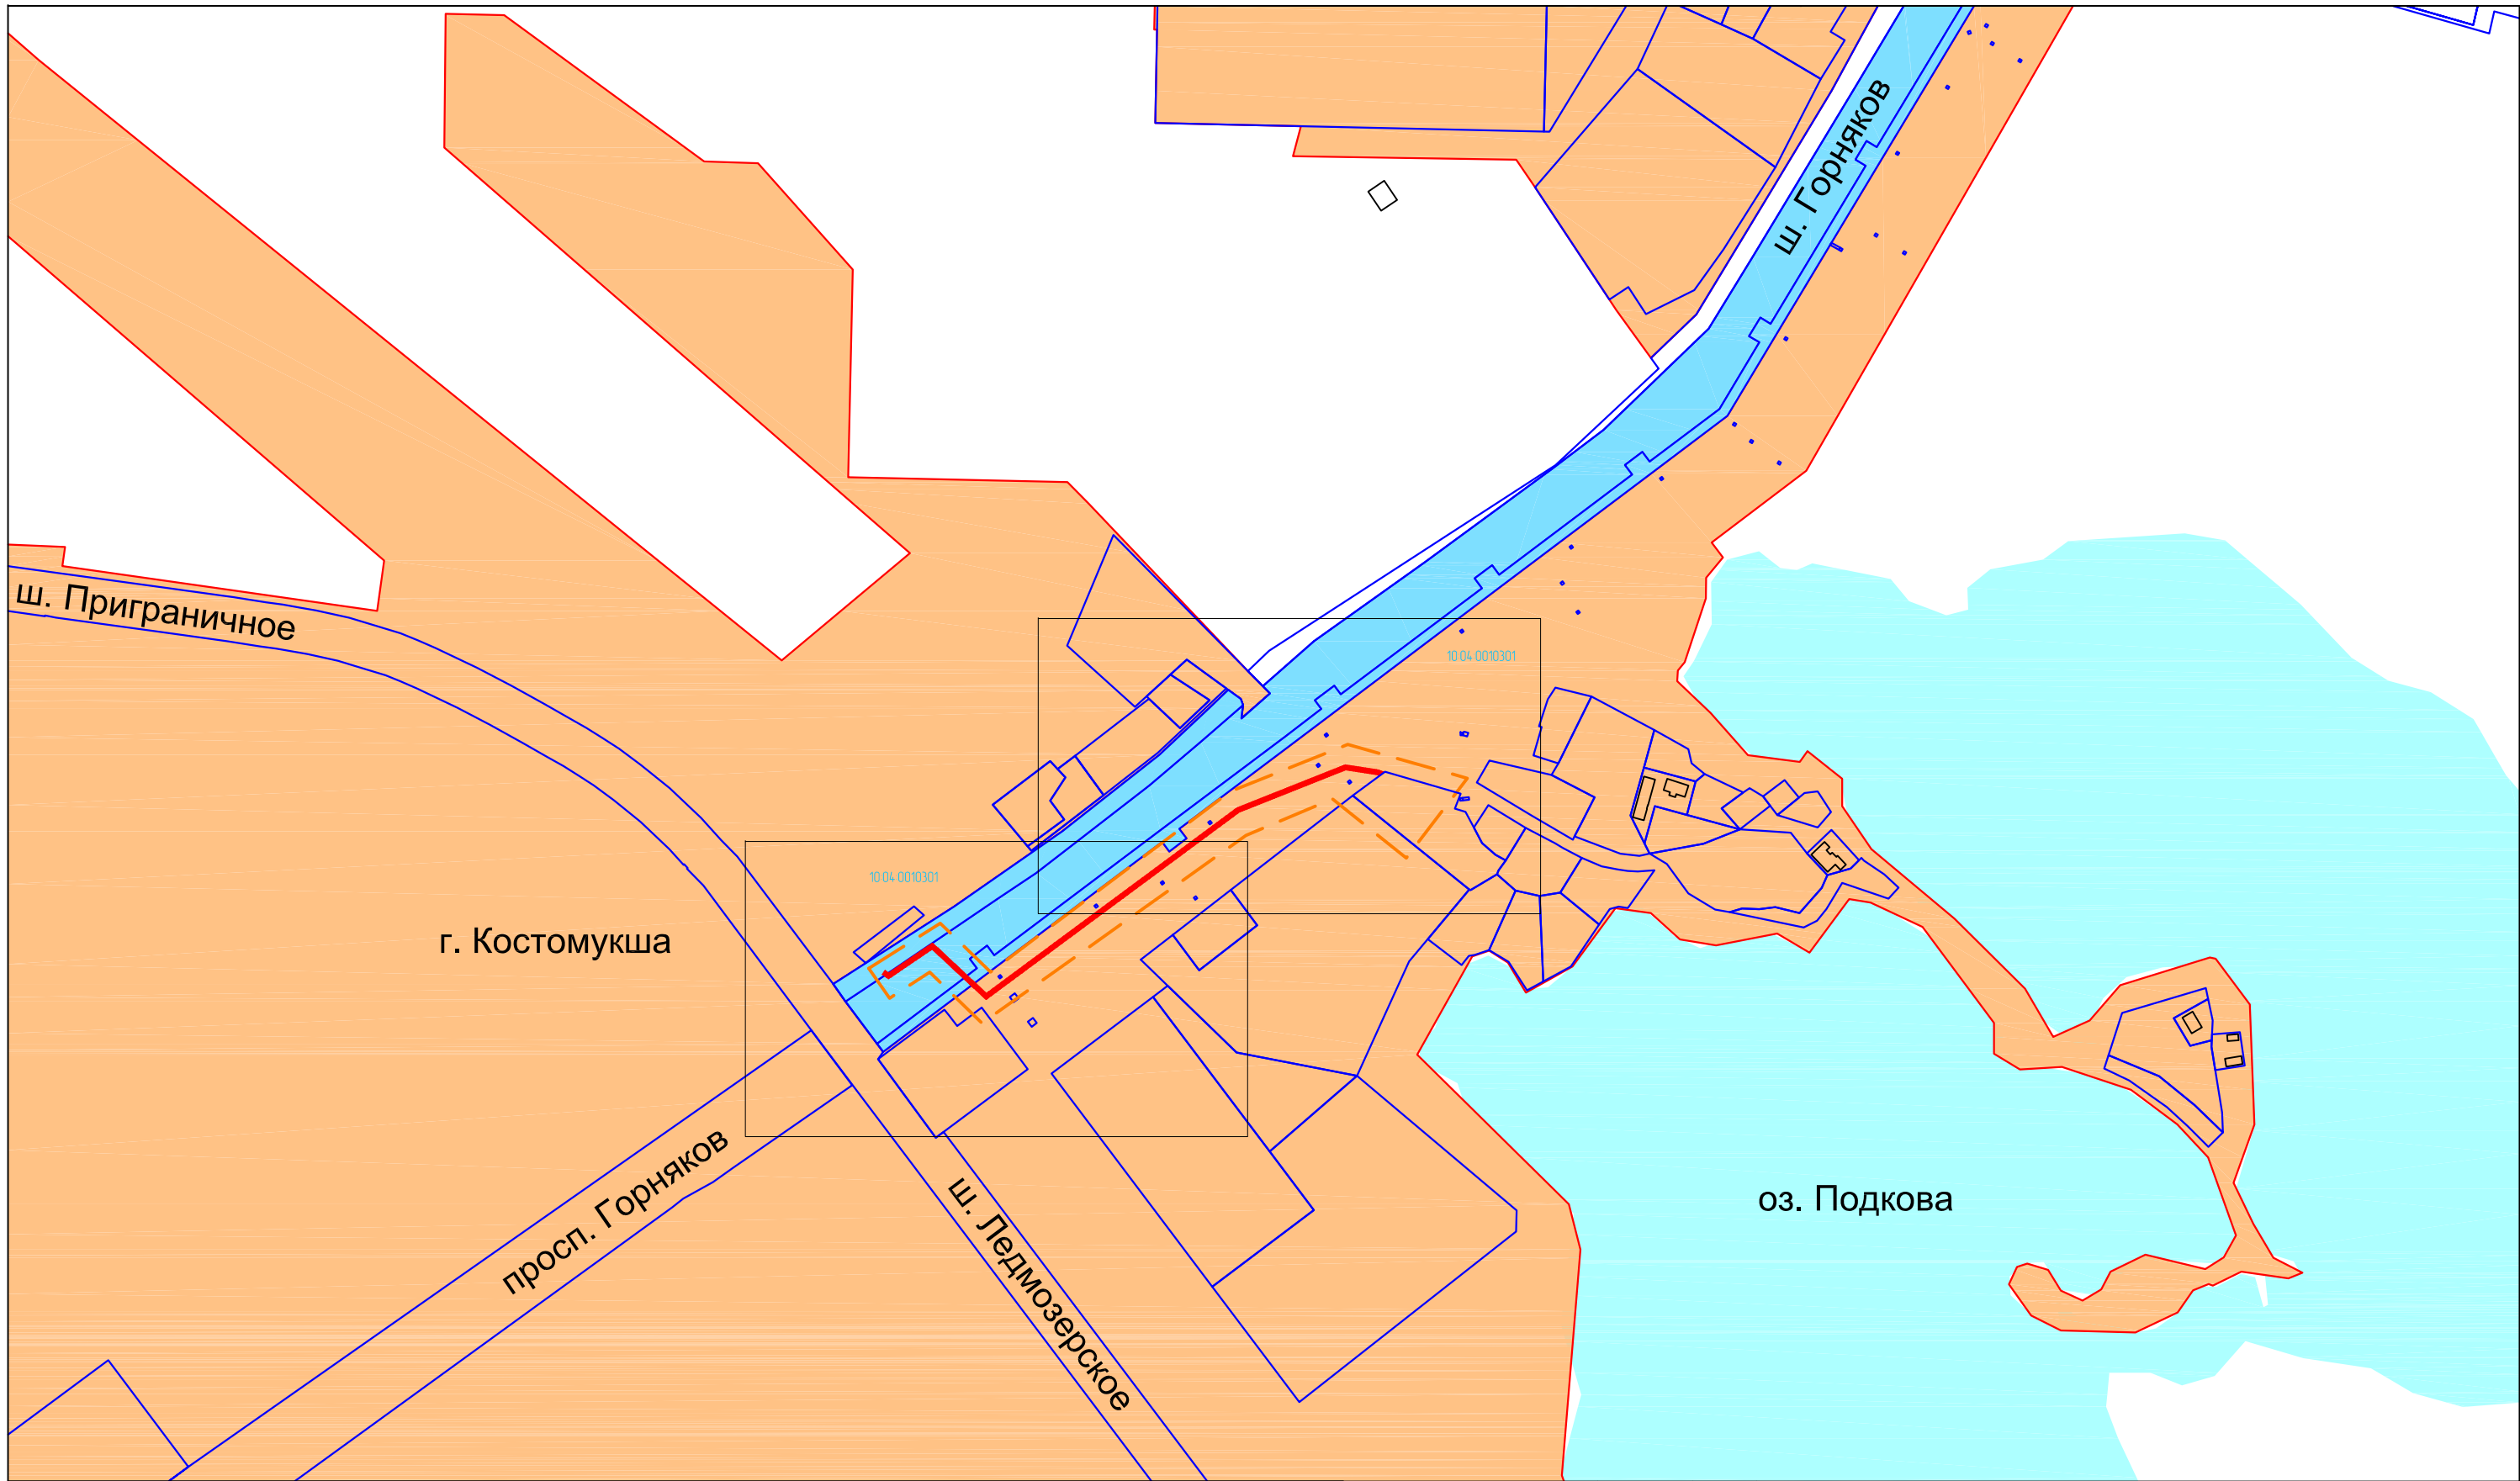 ш. Горняков
ш. Приграничное
10:04:0010301
10:04:0010301
г. Костомукша
просп. Горняков
ш. Ледмозерское
оз. Подкова